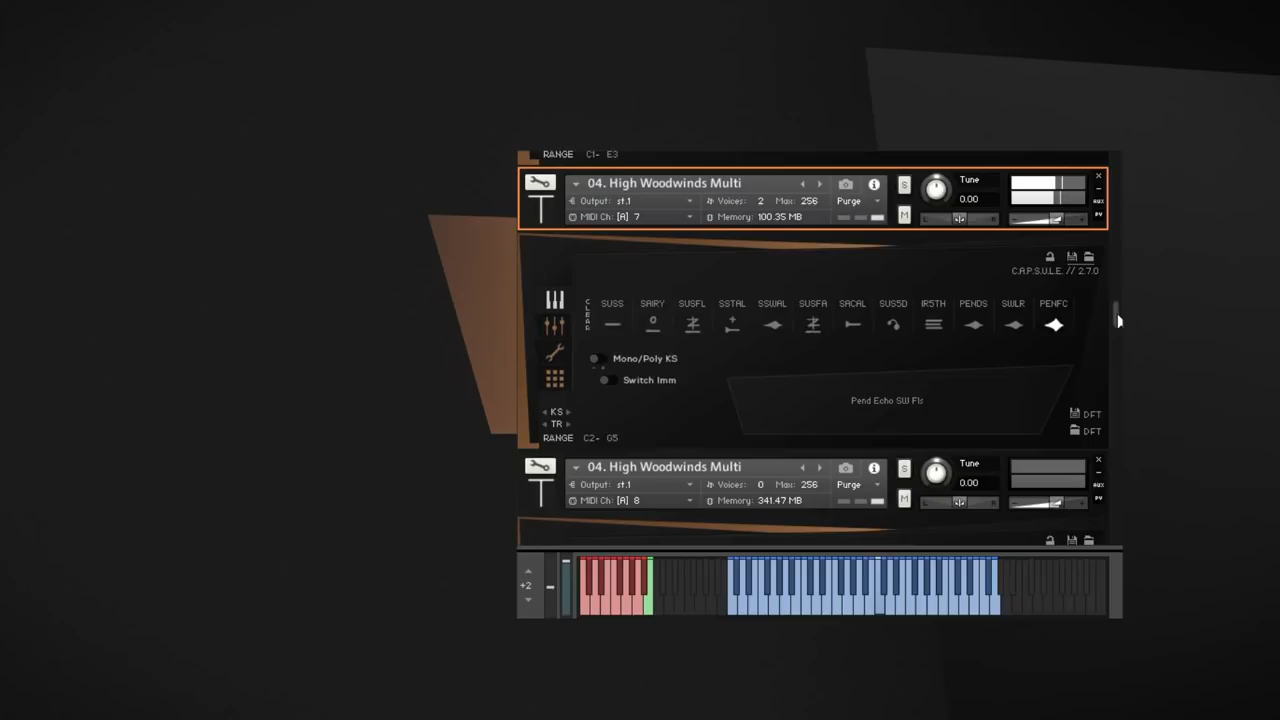 RANGE C1- E3
04. High Woodwinds Multi
Output: st.1 Voices: 2 Max: 256 Purge
MIDI Ch: [A] 7 Memory: 100.35 MB
S
M
Tune
0.00
L R
- +
AUX
PV
C.A.P.S.U.L.E. // 2.7.0
CLEAR
SUSS SAIRY SUSFL SSTAL SSWAL SUSFA SACAL SUS5D IR5TH PENDS SWLR PENFC
Mono/Poly KS
Switch Imm
Pend Echo SW Fls
KS
TR
DFT
DFT
RANGE C2- G5
04. High Woodwinds Multi
Output: st.1 Voices: 0 Max: 256 Purge
MIDI Ch: [A] 8 Memory: 341.47 MB
S
M
Tune
0.00
L R
- +
AUX
PV
+2